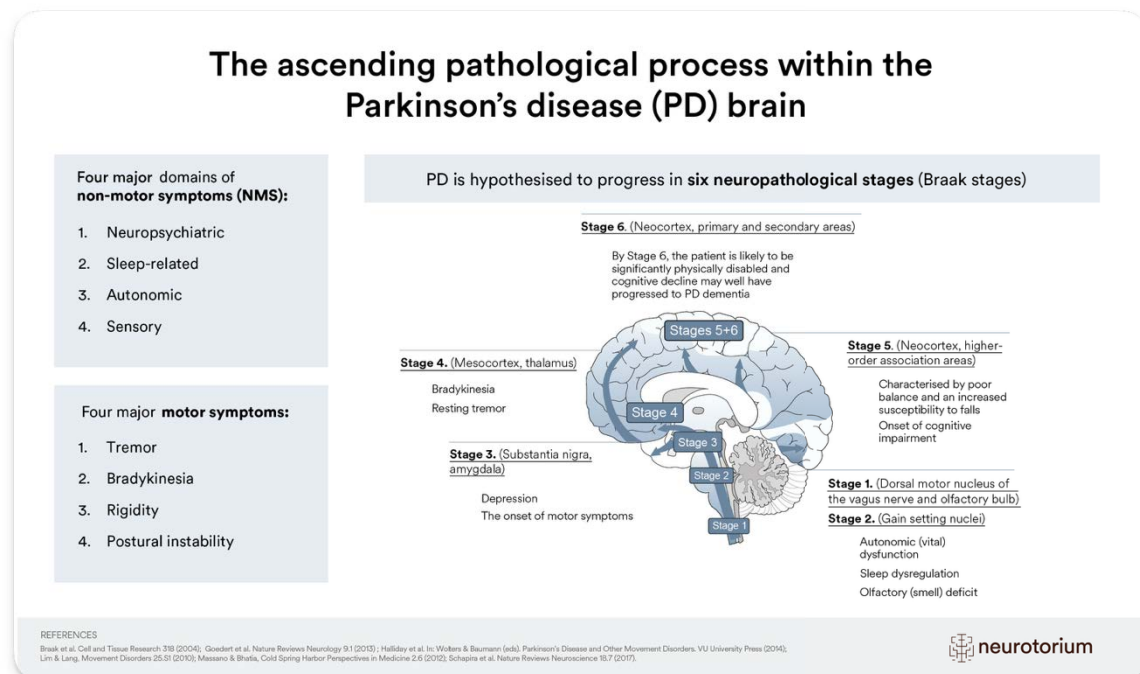 The ascending pathological process within the
Parkinson's disease (PD) brain
Four major domains of
non-motor symptoms (NMS):
1. Neuropsychiatric
2. Sleep-related
3. Autonomic
4. Sensory
Four major motor symptoms:
1. Tremor
2. Bradykinesia
3. Rigidity
4. Postural instability
PD is hypothesised to progress in six neuropathological stages (Braak stages)
Stage 6. (Neocortex, primary and secondary areas)
By Stage 6, the patient is likely to be
significantly physically disabled and
cognitive decline may well have
progressed to PD dementia
Stages 5+6
Stage 4
Stage 3
Stage 2
Stage 1
Stage 4. (Mesocortex, thalamus)
Bradykinesia
Resting tremor
Stage 3. (Substantia nigra,
amygdala)
Depression
The onset of motor symptoms
Stage 5. (Neocortex, higher-
order association areas)
Characterised by poor
balance and an increased
susceptibility to falls
Onset of cognitive
impairment
Stage 1. (Dorsal motor nucleus of
the vagus nerve and olfactory bulb)
Stage 2. (Gain setting nuclei)
Autonomic (vital)
dysfunction
Sleep dysregulation
Olfactory (smell) deficit
REFERENCES
Braak et al. Cell and Tissue Research 318 (2004); Goedert et al. Nature Reviews Neurology 9.1 (2013) ; Halliday et al. In: Wolters & Baumann (eds). Parkinson's Disease and Other Movement Disorders. VU University Press (2014);
Lim & Lang, Movement Disorders 25.S1 (2010); Massano & Bhatia, Cold Spring Harbor Perspectives in Medicine 2.6 (2012); Schapira et al. Nature Reviews Neuroscience 18.7 (2017).
neurotorium